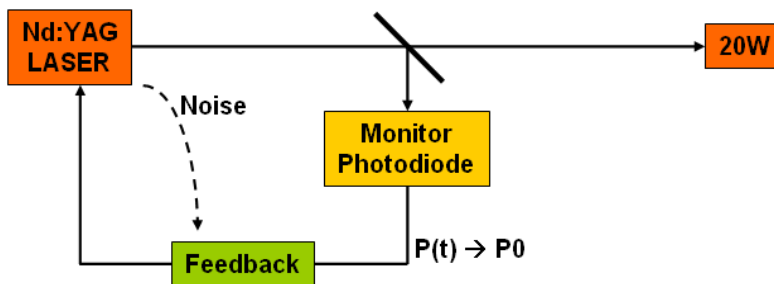 Nd:YAG
LASER
20W
Noise
Monitor
Photodiode
P(t) → P0
Feedback